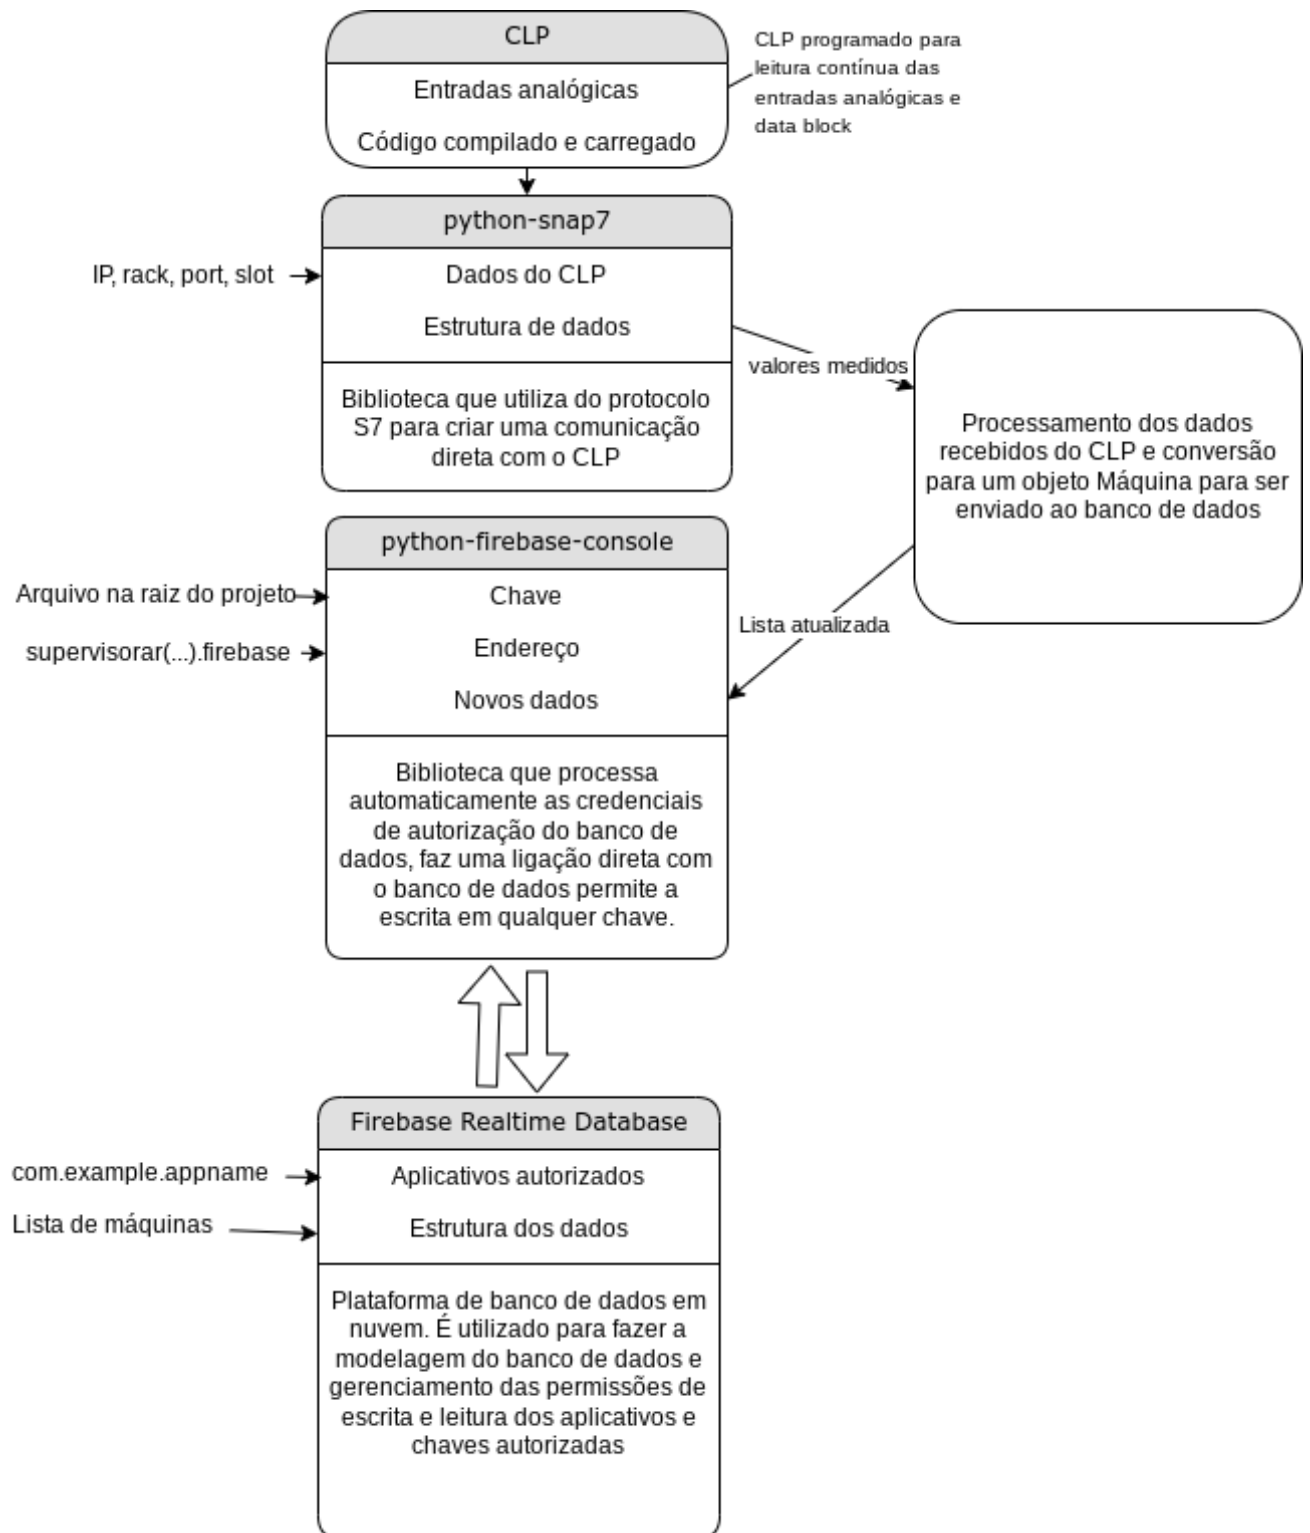 CLP
Entradas analógicas
Código compilado e carregado
CLP programado para
leitura contínua das
entradas analógicas e
data block
python-snap7
IP, rack, port, slot
Dados do CLP
Estrutura de dados
Biblioteca que utiliza do protocolo
S7 para criar uma comunicação
direta com o CLP
valores medidos
Processamento dos dados
recebidos do CLP e conversão
para um objeto Máquina para ser
enviado ao banco de dados
Lista atualizada
python-firebase-console
Arquivo na raiz do projeto
Chave
supervisorar(...).firebase
Endereço
Novos dados
Biblioteca que processa
automaticamente as credenciais
de autorização do banco de
dados, faz uma ligação direta com
o banco de dados permite a
escrita em qualquer chave.
Firebase Realtime Database
com.example.appname
Aplicativos autorizados
Lista de máquinas
Estrutura dos dados
Plataforma de banco de dados em
nuvem. É utilizado para fazer a
modelagem do banco de dados e
gerenciamento das permissões de
escrita e leitura dos aplicativos e
chaves autorizadas